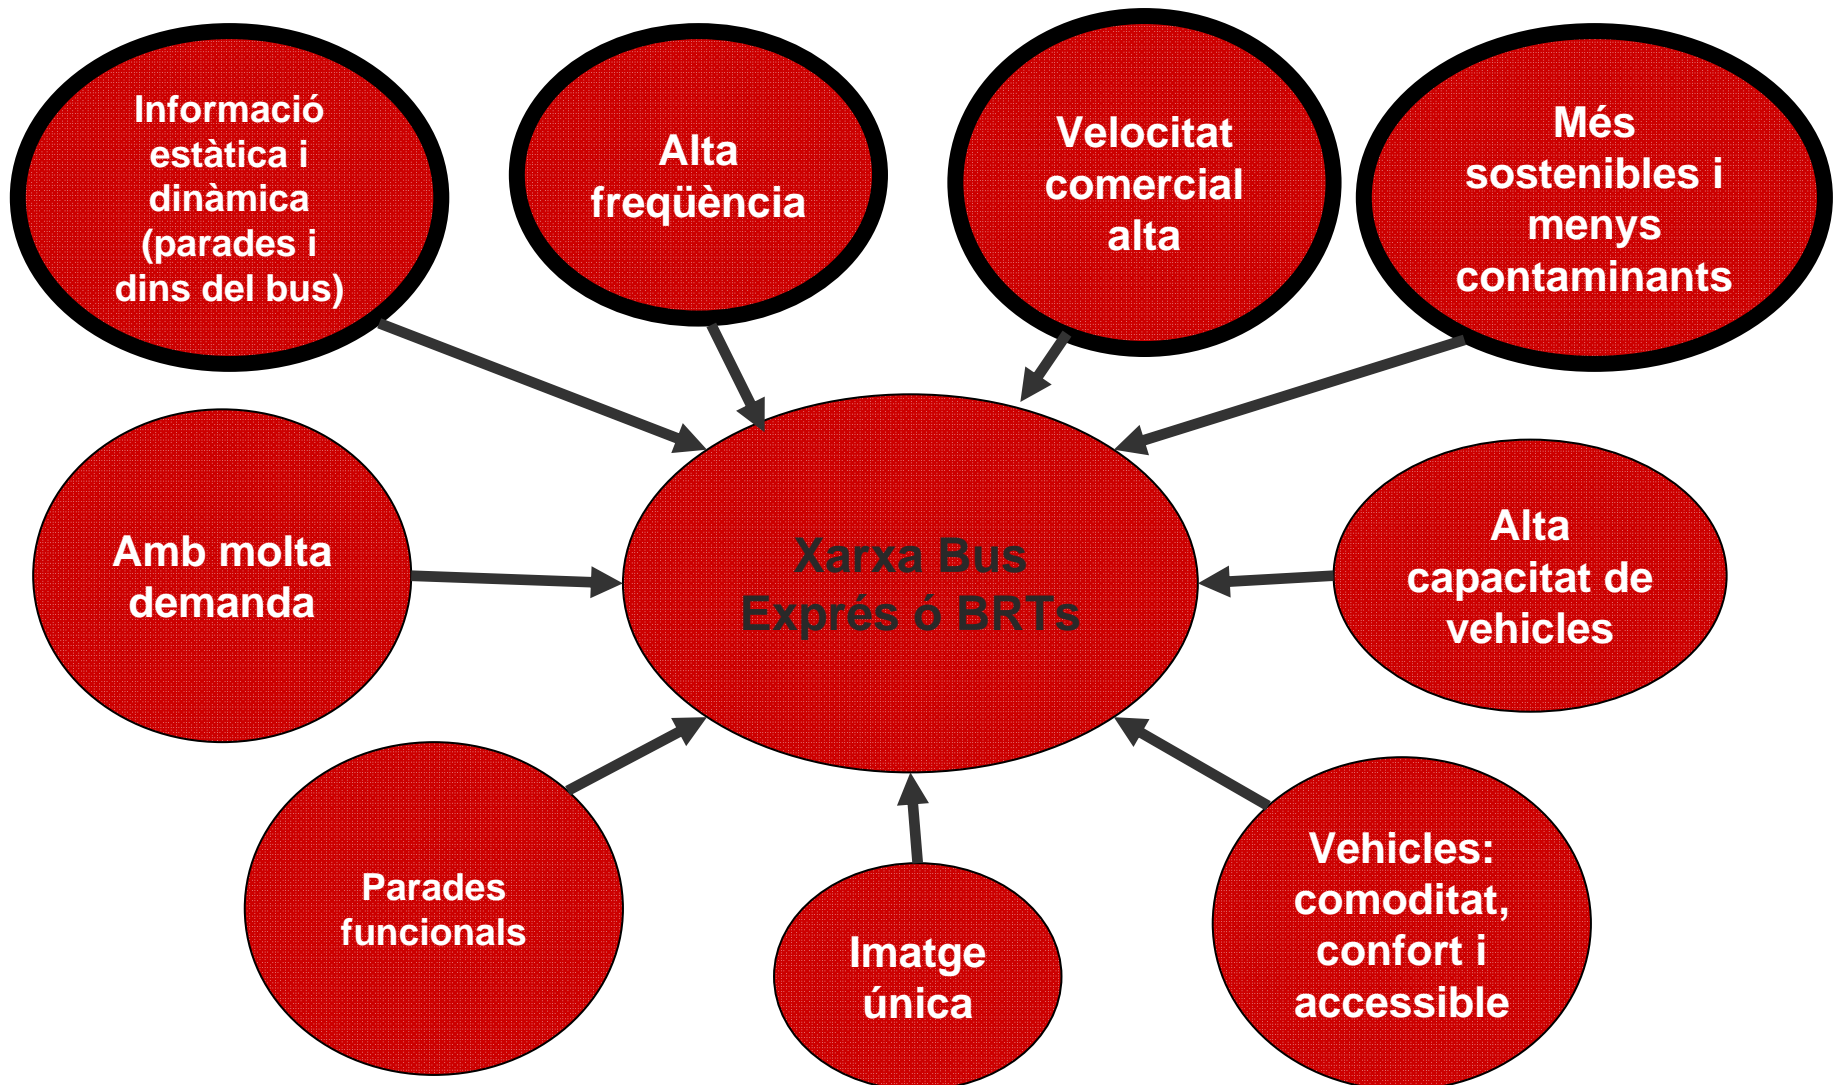 Informació
estàtica i
dinàmica
(parades i
dins del bus)
Alta
freqüència
Velocitat
comercial
alta
Més
sostenibles i
menys
contaminants
Amb molta
demanda
Xarxa Bus
Exprés ó BRTs
Alta
capacitat de
vehicles
Parades
funcionals
Imatge
única
Vehicles:
comoditat,
confort i
accessible